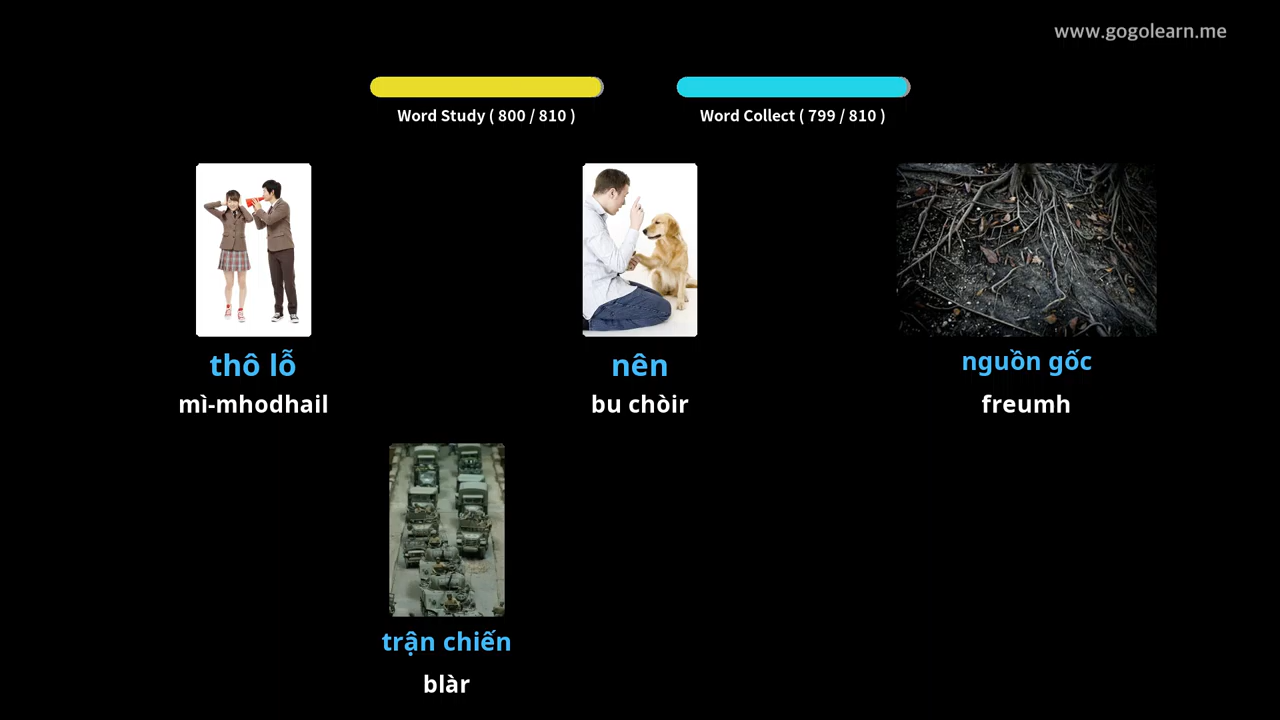 www.gogolearn.me
Word Study ( 800 / 810 )
Word Collect ( 799 / 810 )
thô lỗ
mì-mhodhail
nên
bu chòir
nguồn gốc
freumh
trận chiến
blàr